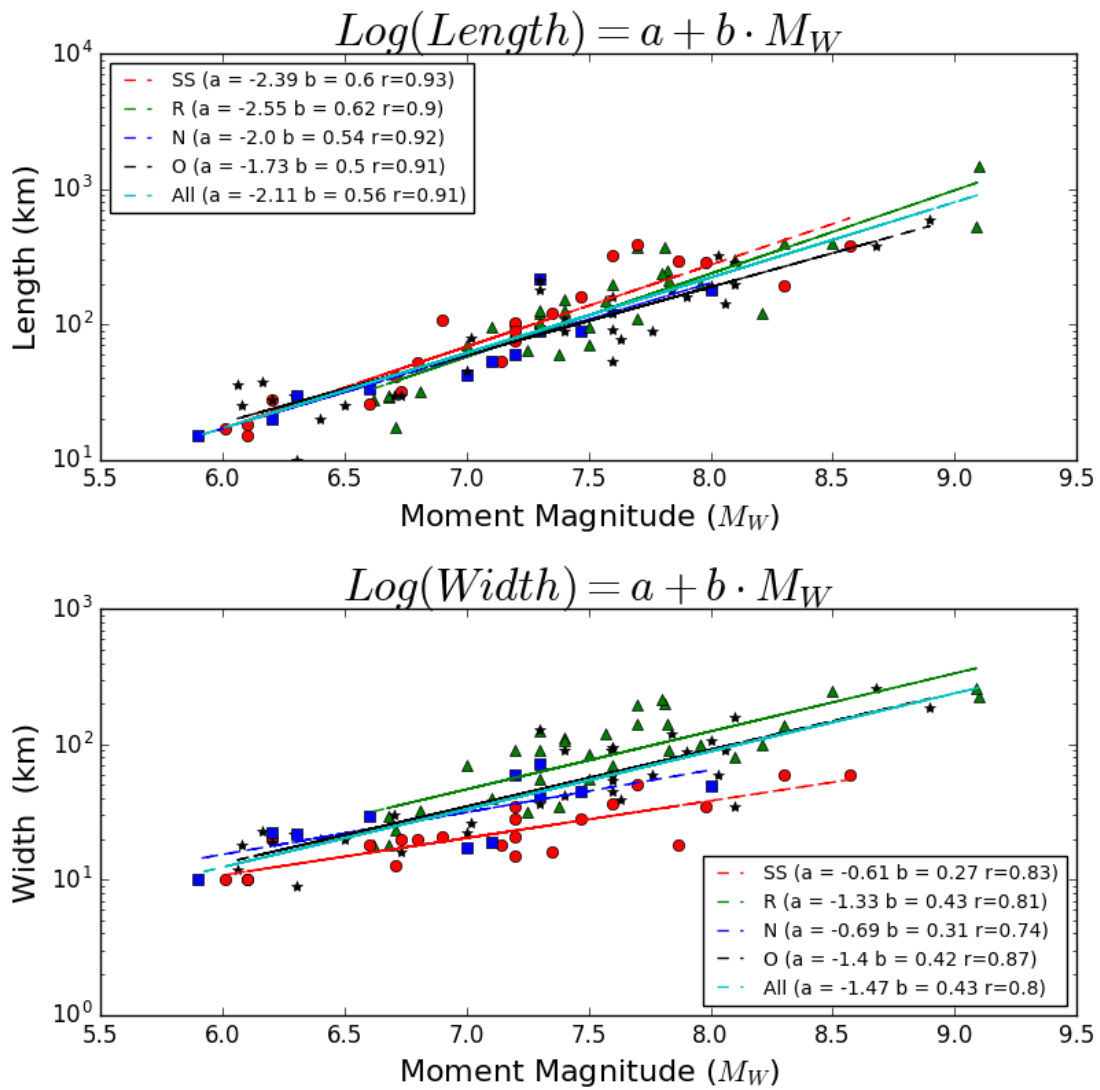 Log(Length) = a + b · M_W
10^4
10^3
10^2
10^1
Length (km)
SS (a = -2.39 b = 0.6 r=0.93)
R (a = -2.55 b = 0.62 r=0.9)
N (a = -2.0 b = 0.54 r=0.92)
O (a = -1.73 b = 0.5 r=0.91)
All (a = -2.11 b = 0.56 r=0.91)
5.5 6.0 6.5 7.0 7.5 8.0 8.5 9.0 9.5
Moment Magnitude (M_W)
Log(Width) = a + b · M_W
10^3
10^2
10^1
10^0
Width (km)
SS (a = -0.61 b = 0.27 r=0.83)
R (a = -1.33 b = 0.43 r=0.81)
N (a = -0.69 b = 0.31 r=0.74)
O (a = -1.4 b = 0.42 r=0.87)
All (a = -1.47 b = 0.43 r=0.8)
5.5 6.0 6.5 7.0 7.5 8.0 8.5 9.0 9.5
Moment Magnitude (M_W)